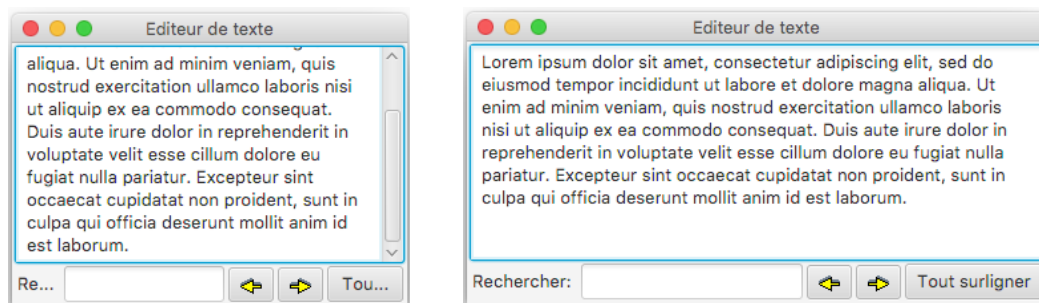 Editeur de texte
aliqua. Ut enim ad minim veniam, quis
nostrud exercitation ullamco laboris nisi
ut aliquip ex ea commodo consequat.
Duis aute irure dolor in reprehenderit in
voluptate velit esse cillum dolore eu
fugiat nulla pariatur. Excepteur sint
occaecat cupidatat non proident, sunt in
culpa qui officia deserunt mollit anim id
est laborum.
Re...
Tou...
Editeur de texte
Lorem ipsum dolor sit amet, consectetur adipiscing elit, sed do
eiusmod tempor incididunt ut labore et dolore magna aliqua. Ut
enim ad minim veniam, quis nostrud exercitation ullamco laboris
nisi ut aliquip ex ea commodo consequat. Duis aute irure dolor in
reprehenderit in voluptate velit esse cillum dolore eu fugiat nulla
pariatur. Excepteur sint occaecat cupidatat non proident, sunt in
culpa qui officia deserunt mollit anim id est laborum.
Rechercher:
Tout surligner